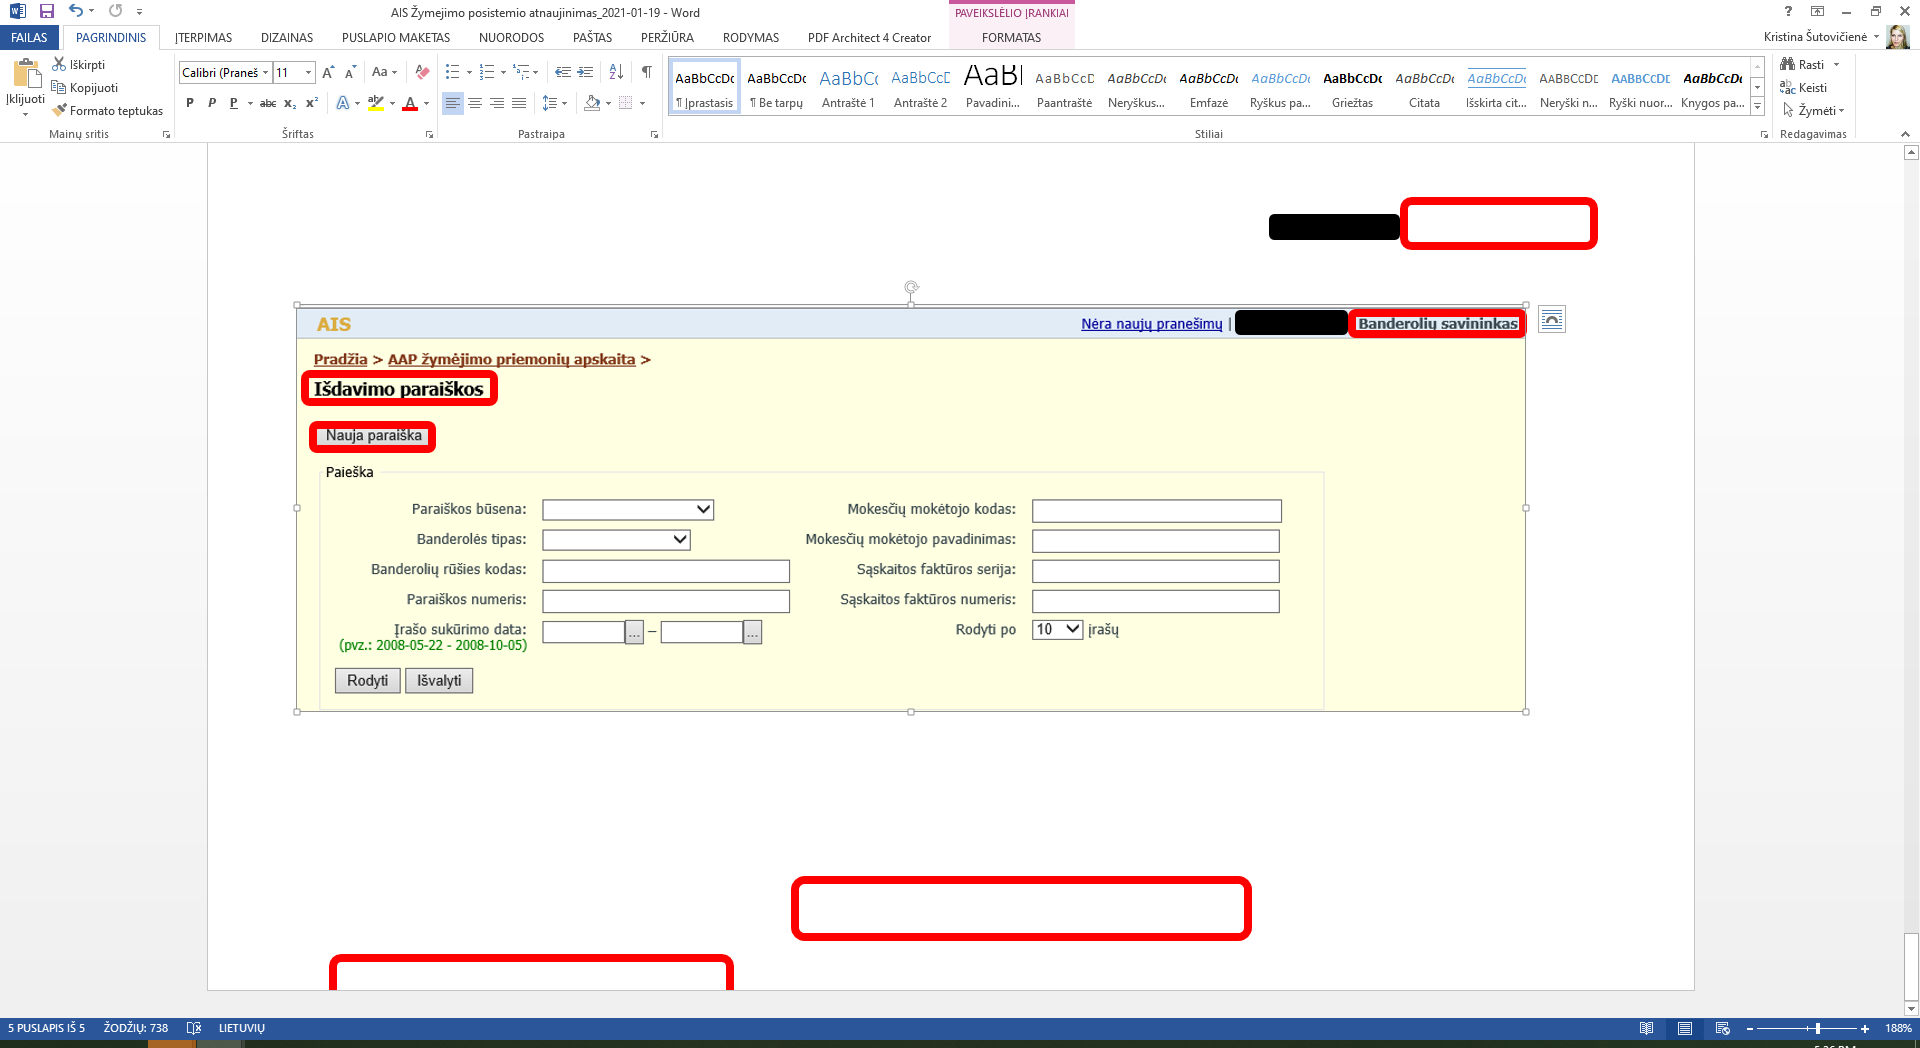 AIS Žymejimo posistemio atnaujinimas_2021-01-19 - Word
PAVEIKSLĖLIO ĮRANKIAI
FAILAS PAGRINDINIS ĮTERPIMAS DIZAINAS PUSLAPIO MAKETAS NUORODOS PAŠTAS PERŽIŪRA RODYMAS PDF Architect 4 Creator FORMATAS Kristina Šutovičienė
Įklijuoti
Iškirpti
Kopijuoti
Formato teptukas
Mainų sritis
Calibri (Praneš 11
Aa
P P P abc x₂ x²
Šriftas
Pastraipa
AaBbCcDc AaBbCcDc AaBbCc AaBbCcD AaBl AaBbCcD AaBbCcDc AaBbCcDc AaBbCcDc AaBbCcDc AaBbCcDc AaBbCcDc AABBCCDE AABBCCDE AaBbCcDc
¶ Įprastasis ¶ Be tarpų Antraštė 1 Antraštė 2 Pavadini... Paantraštė Neryškus... Emfazė Ryškus pa... Griežtas Citata Išskirta cit... Neryški n... Ryški nuor... Knygos pa...
Stiliai
Rasti
Keisti
Žymėti
Redagavimas
AIS
Nėra naujų pranešimų |
Banderolių savininkas
Pradžia > AAP žymėjimo priemonių apskaita >
Išdavimo paraiškos
Nauja paraiška
Paieška
Paraiškos būsena: Mokesčių mokėtojo kodas:
Banderolės tipas: Mokesčių mokėtojo pavadinimas:
Banderolių rūšies kodas: Sąskaitos faktūros serija:
Paraiškos numeris: Sąskaitos faktūros numeris:
Įrašo sukūrimo data: ... – ... Rodyti po 10 įrašų
(pvz.: 2008-05-22 - 2008-10-05)
Rodyti Išvalyti
5 PUSLAPIS IŠ 5 ŽODŽIŲ: 738 LIETUVIŲ 188%